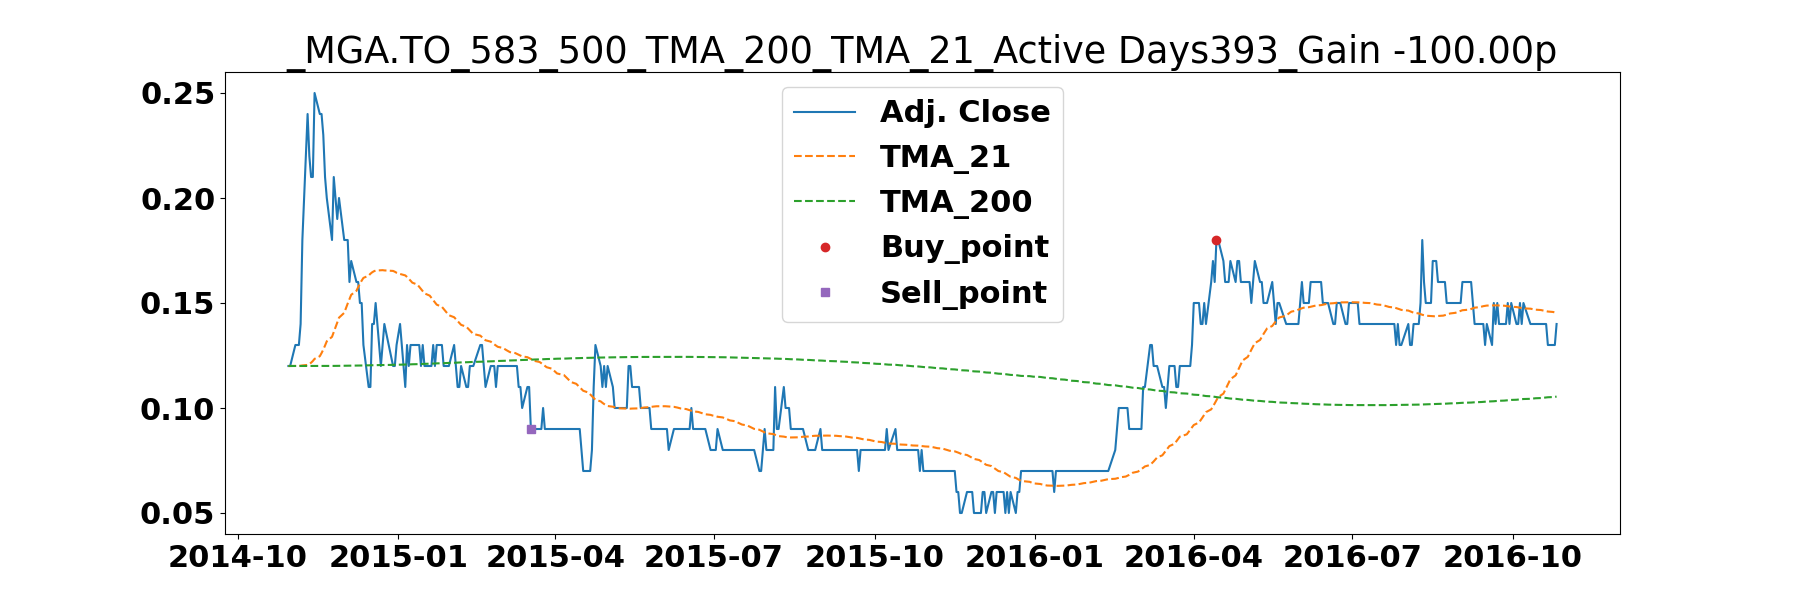 _MGA.TO_583_500_TMA_200_TMA_21_Active Days393_Gain -100.00p
0.25
0.20
0.15
0.10
0.05
Adj. Close
TMA_21
TMA_200
Buy_point
Sell_point
2014-10 2015-01 2015-04 2015-07 2015-10 2016-01 2016-04 2016-07 2016-10